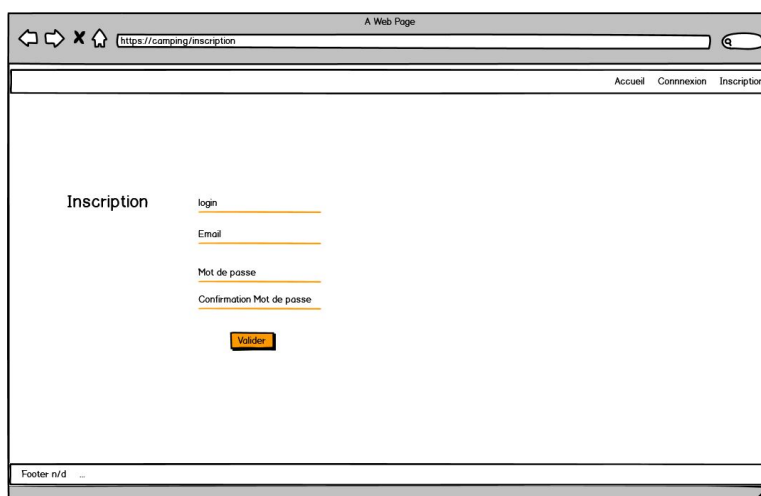 A Web Page
https://camping/inscription
Accueil Connnexion Inscription
Inscription
login
Email
Mot de passe
Confirmation Mot de passe
Valider
Footer n/d ...